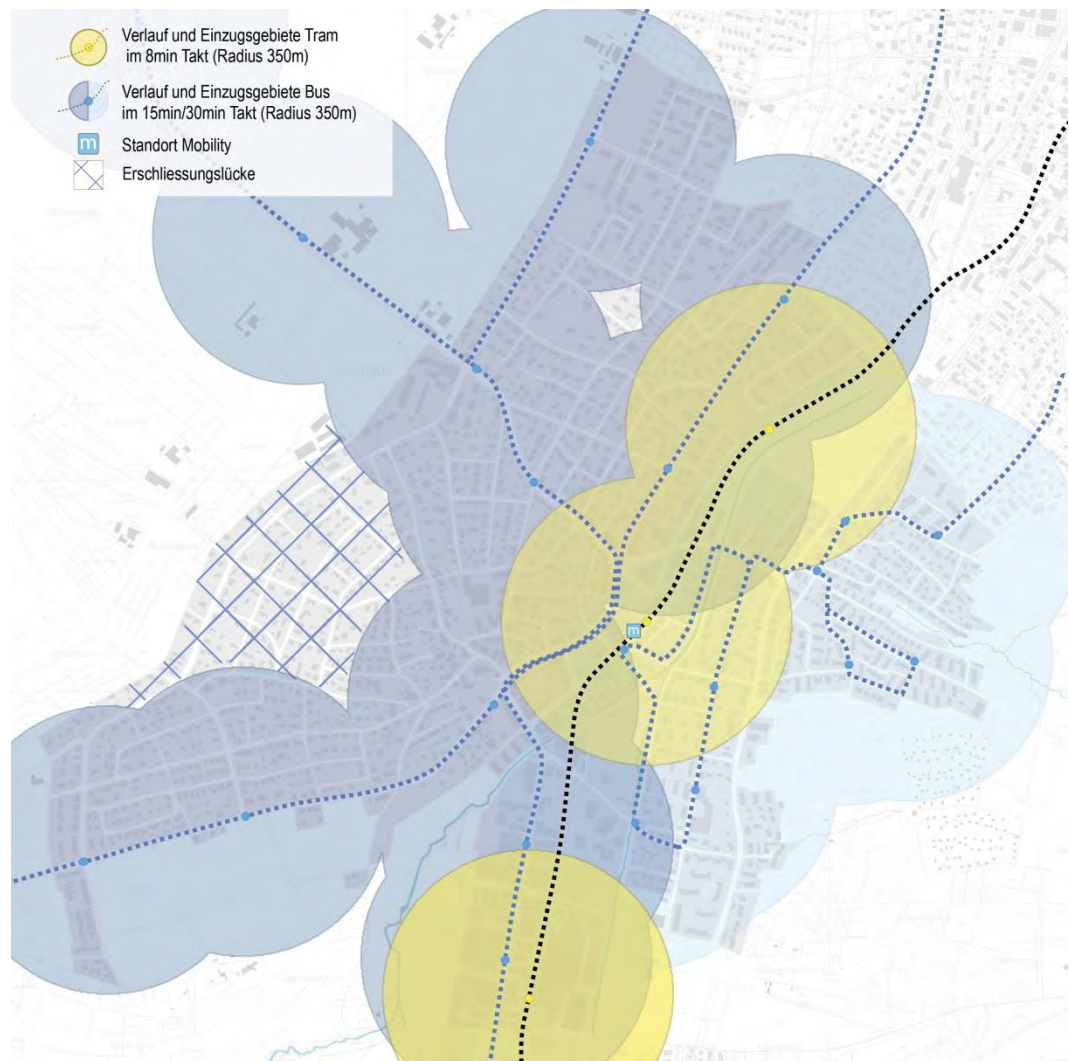 Verlauf und Einzugsgebiete Tram
im 8min Takt (Radius 350m)
Verlauf und Einzugsgebiete Bus
im 15min/30min Takt (Radius 350m)
m Standort Mobility
Erschliessungslücke
m